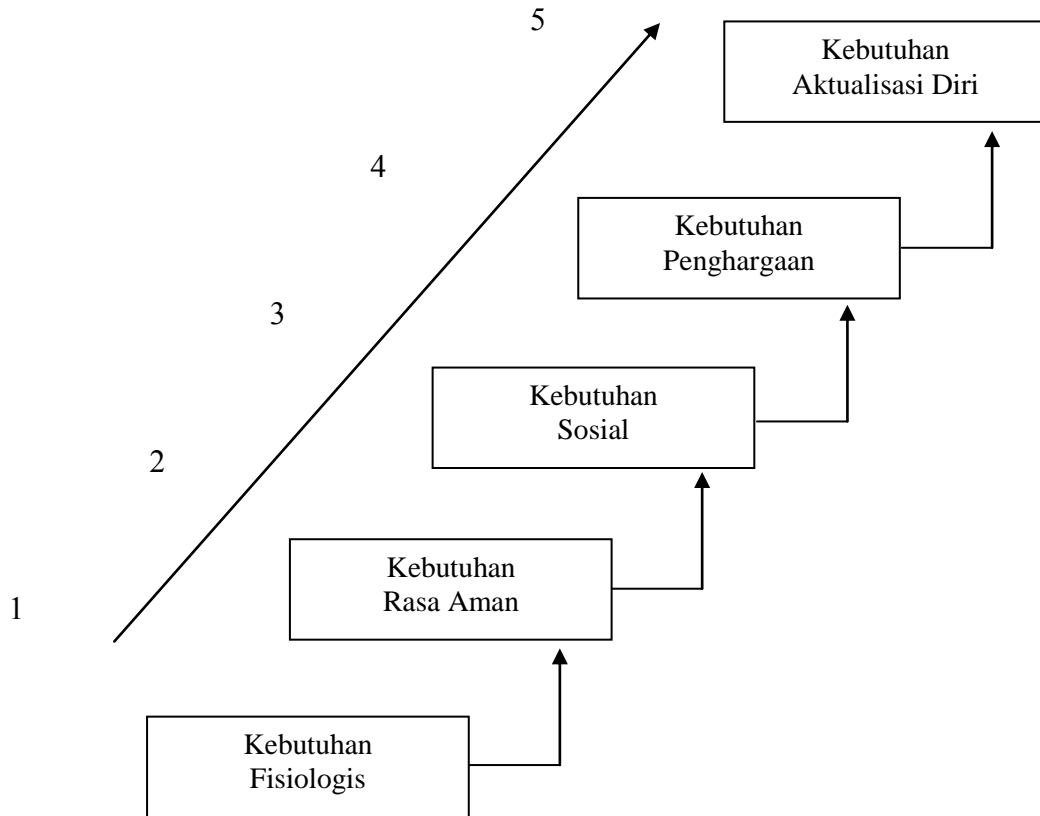 5
Kebutuhan
Aktualisasi Diri
4
Kebutuhan
Penghargaan
3
Kebutuhan
Sosial
2
Kebutuhan
Rasa Aman
1
Kebutuhan
Fisiologis